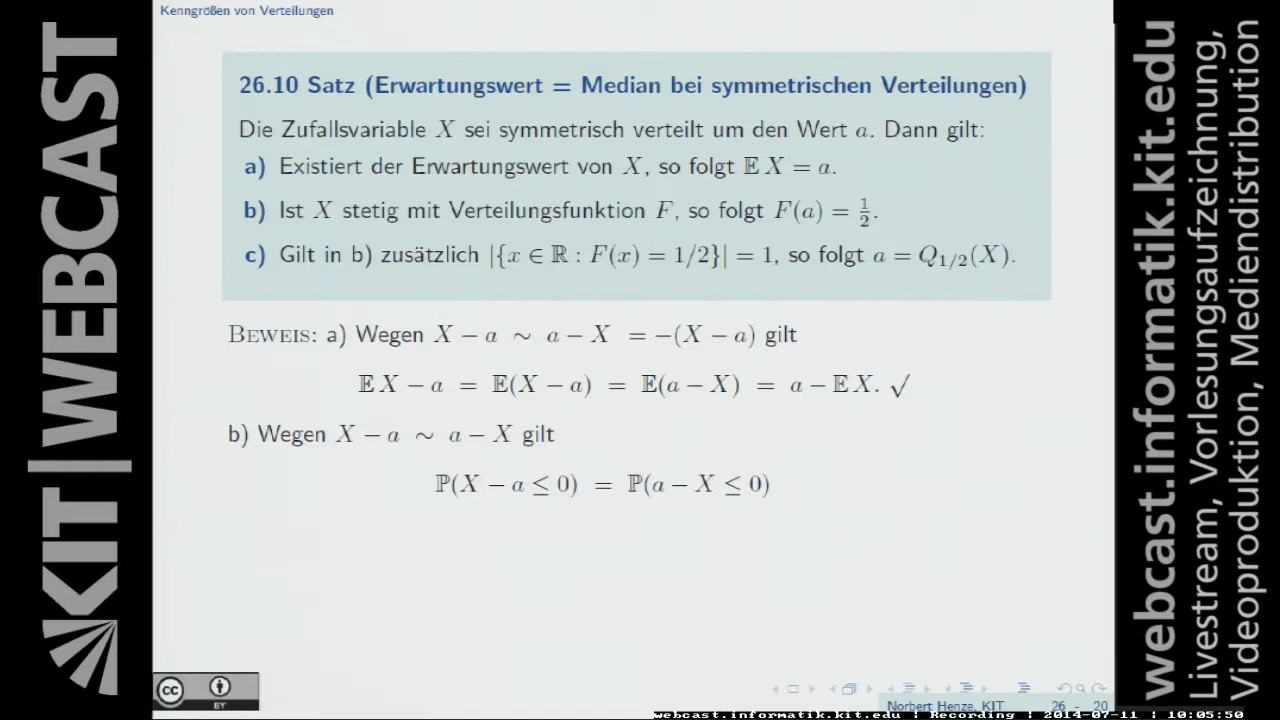 KIT | WEBCAST
Kenngrößen von Verteilungen
26.10 Satz (Erwartungswert = Median bei symmetrischen Verteilungen)
Die Zufallsvariable X sei symmetrisch verteilt um den Wert a. Dann gilt:
a) Existiert der Erwartungswert von X, so folgt 𝔼 X = a.
b) Ist X stetig mit Verteilungsfunktion F, so folgt F(a) = 1/2.
c) Gilt in b) zusätzlich |{x ∈ ℝ : F(x) = 1/2}| = 1, so folgt a = Q_{1/2}(X).
BEWEIS: a) Wegen X − a ∼ a − X = −(X − a) gilt
𝔼 X − a = 𝔼(X − a) = 𝔼(a − X) = a − 𝔼 X. √
b) Wegen X − a ∼ a − X gilt
ℙ(X − a ≤ 0) = ℙ(a − X ≤ 0)
cc BY
Norbert Henze, KIT 26 - 20
webcast.informatik.kit.edu | Recording : 2014-07-11 : 10:05:50
webcast.informatik.kit.edu
Livestream, Vorlesungsaufzeichnung,
Videoproduktion, Mediendistribution